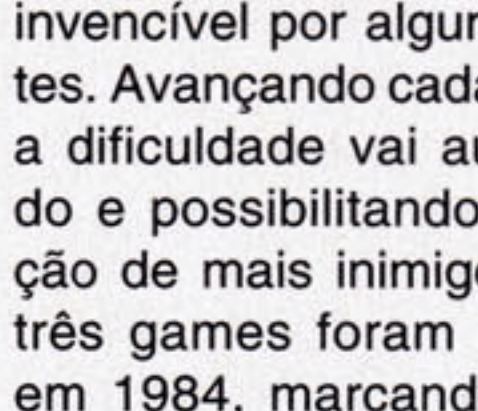 invencível por algun
tes. Avançando cada
a dificuldade vai au
do e possibilitando
ção de mais inimigo
três games foram
em 1984, marcand